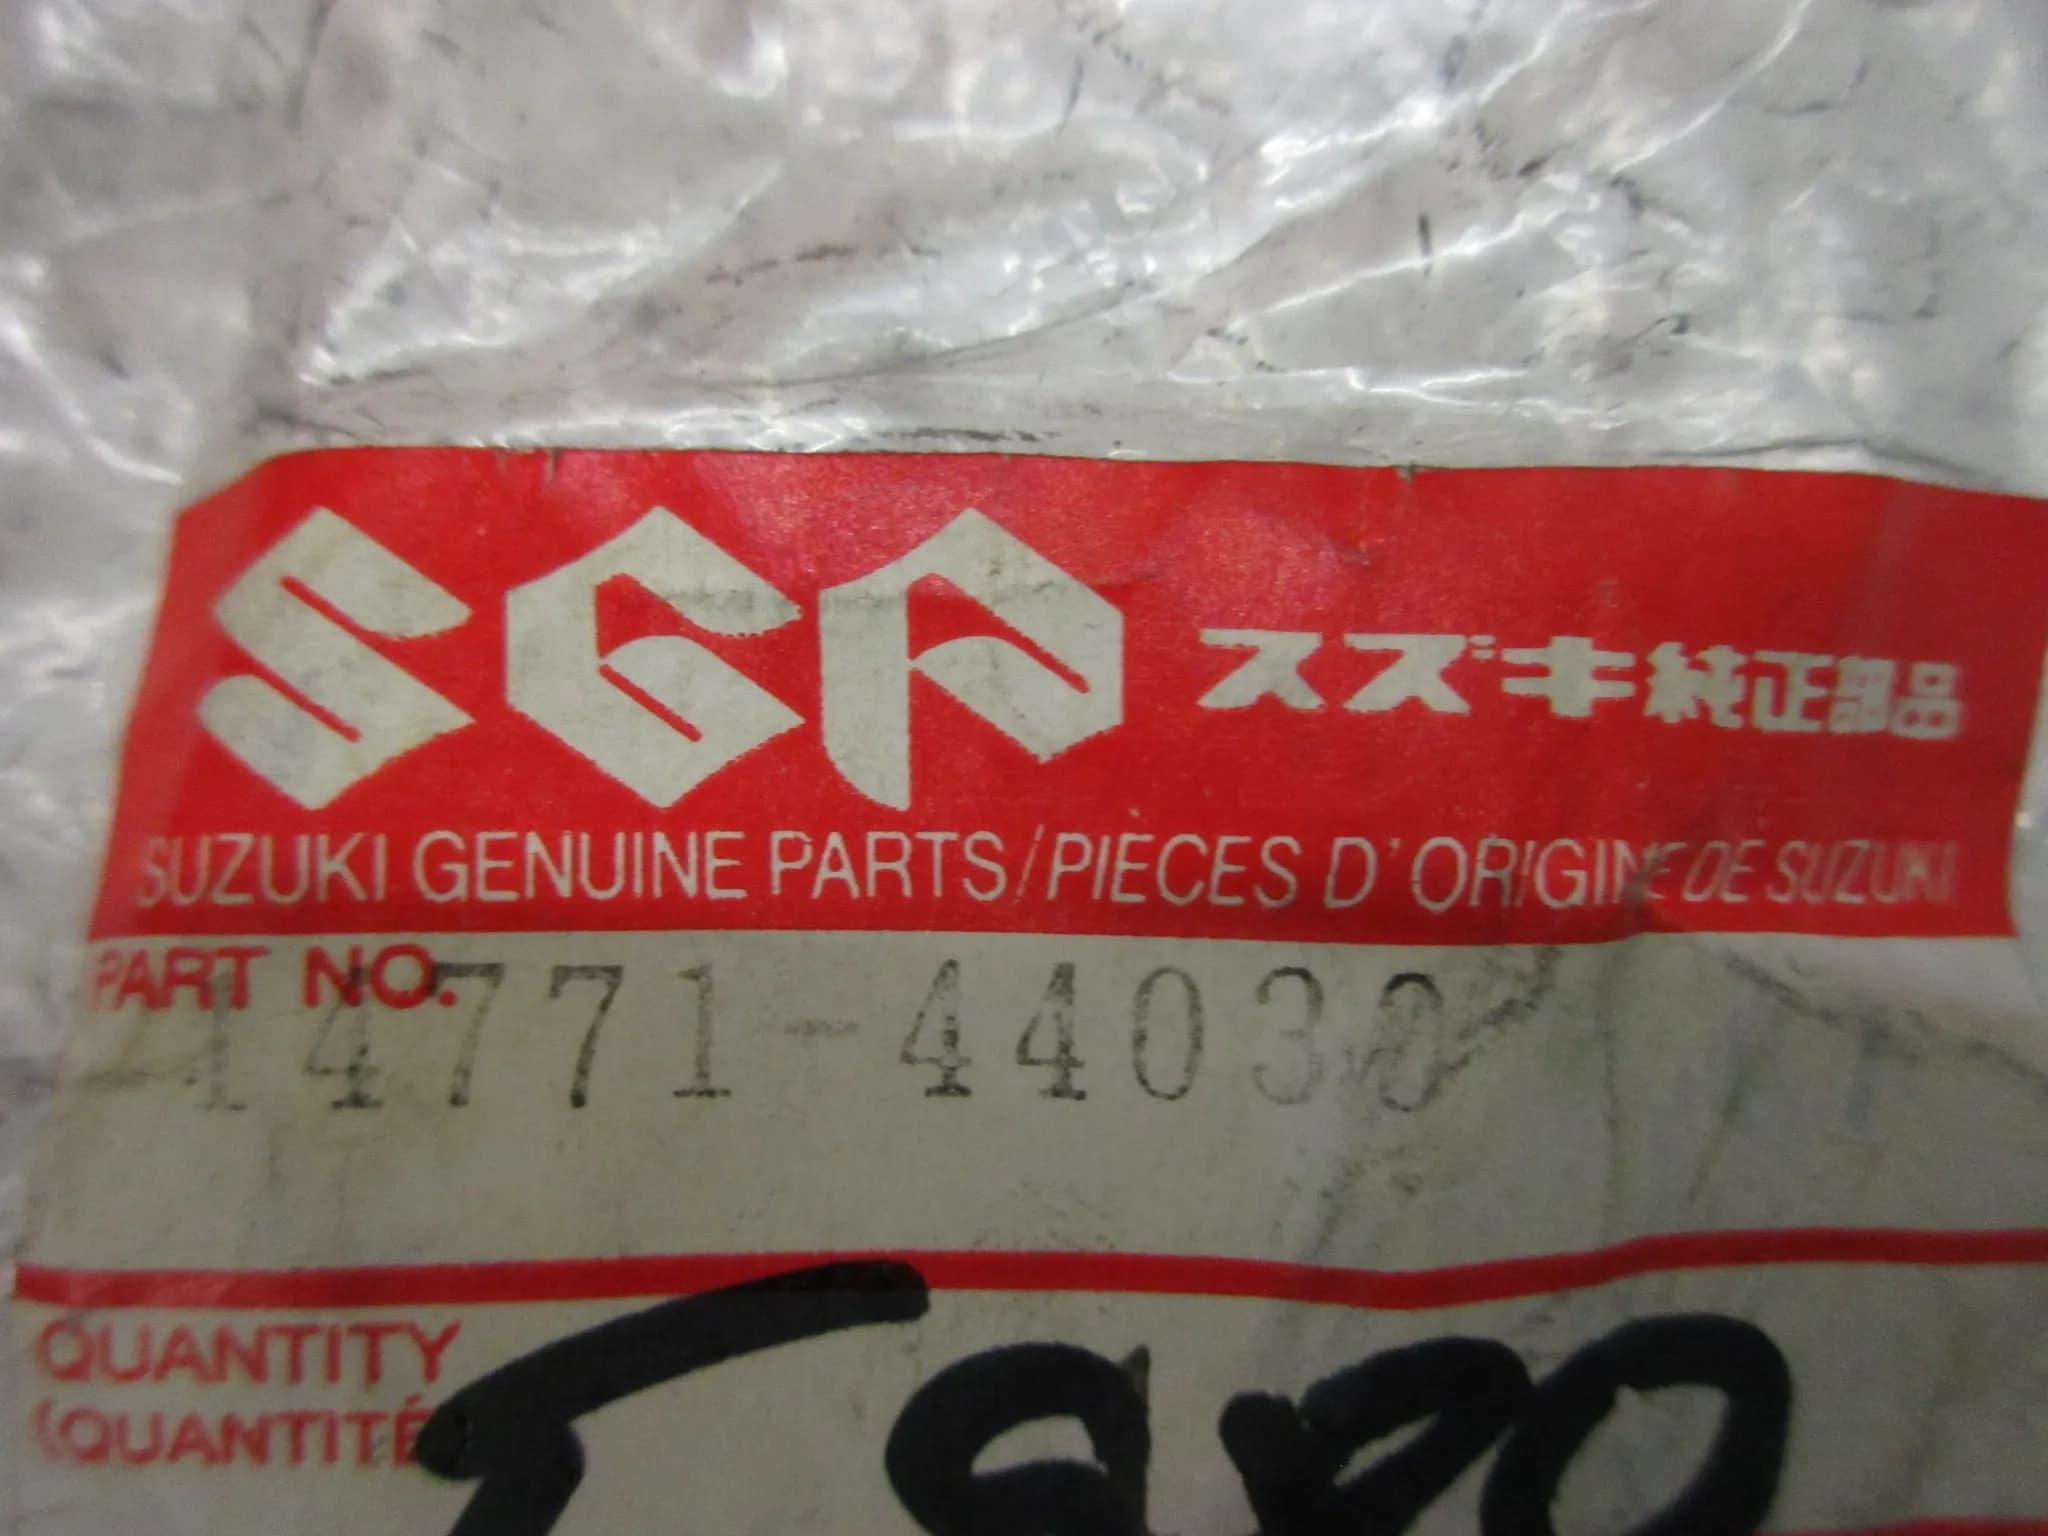 SGP スズキ純正部品
SUZUKI GENUINE PARTS/PIECES D'ORIGINE DE SUZUKI
PART NO.
14771-44030
QUANTITY
(QUANTITÉ